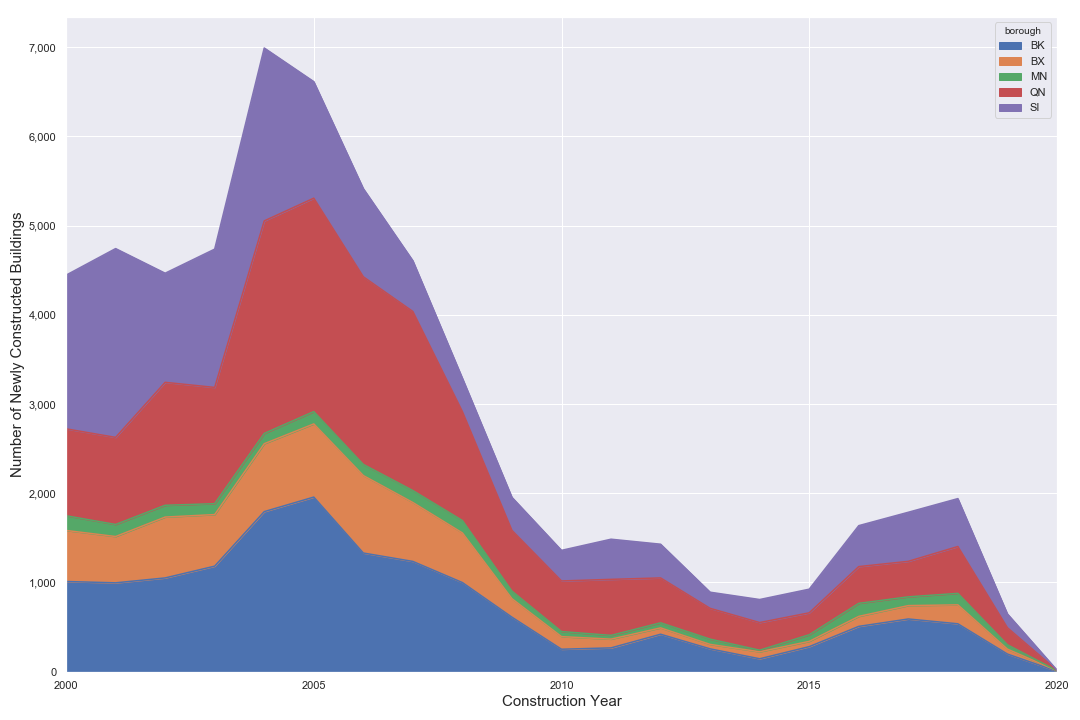 borough
BK
BX
MN
QN
SI
Number of Newly Constructed Buildings
7,000
6,000
5,000
4,000
3,000
2,000
1,000
0
2000 2005 2010 2015 2020
Construction Year